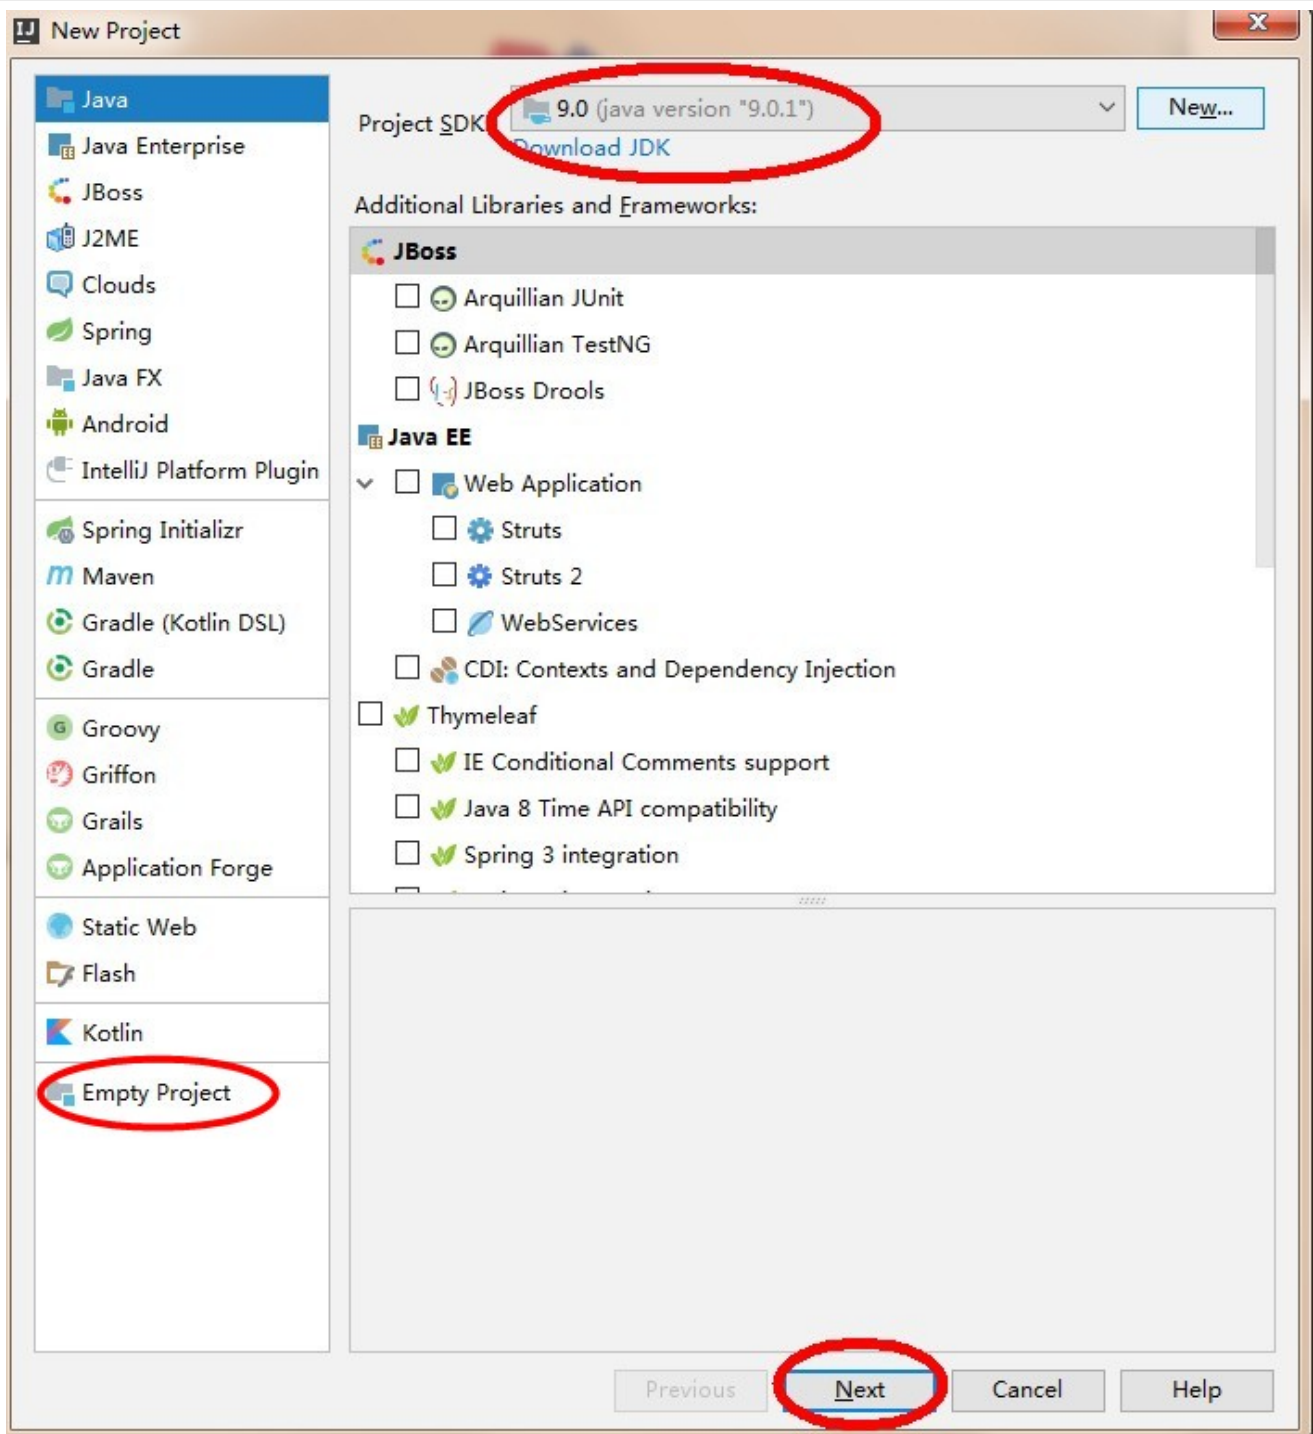 New Project
Java
Java Enterprise
JBoss
J2ME
Clouds
Spring
Java FX
Android
IntelliJ Platform Plugin
Spring Initializr
Maven
Gradle (Kotlin DSL)
Gradle
Groovy
Griffon
Grails
Application Forge
Static Web
Flash
Kotlin
Empty Project
Project SDK: 9.0 (java version "9.0.1") New...
Download JDK
Additional Libraries and Frameworks:
JBoss
Arquillian JUnit
Arquillian TestNG
JBoss Drools
Java EE
Web Application
Struts
Struts 2
WebServices
CDI: Contexts and Dependency Injection
Thymeleaf
IE Conditional Comments support
Java 8 Time API compatibility
Spring 3 integration
Previous Next Cancel Help